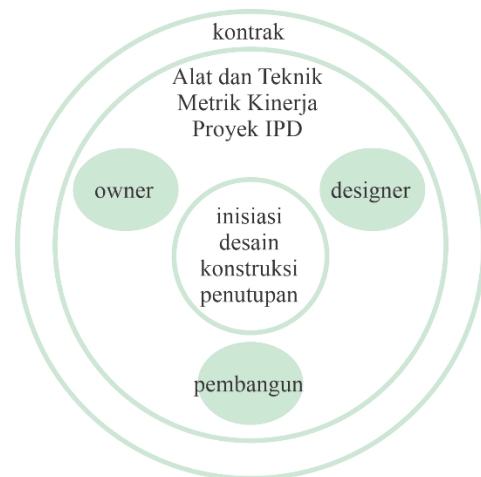 kontrak
Alat dan Teknik
Metrik Kinerja
Proyek IPD
owner
designer
inisiasi
desain
konstruksi
penutupan
pembangun